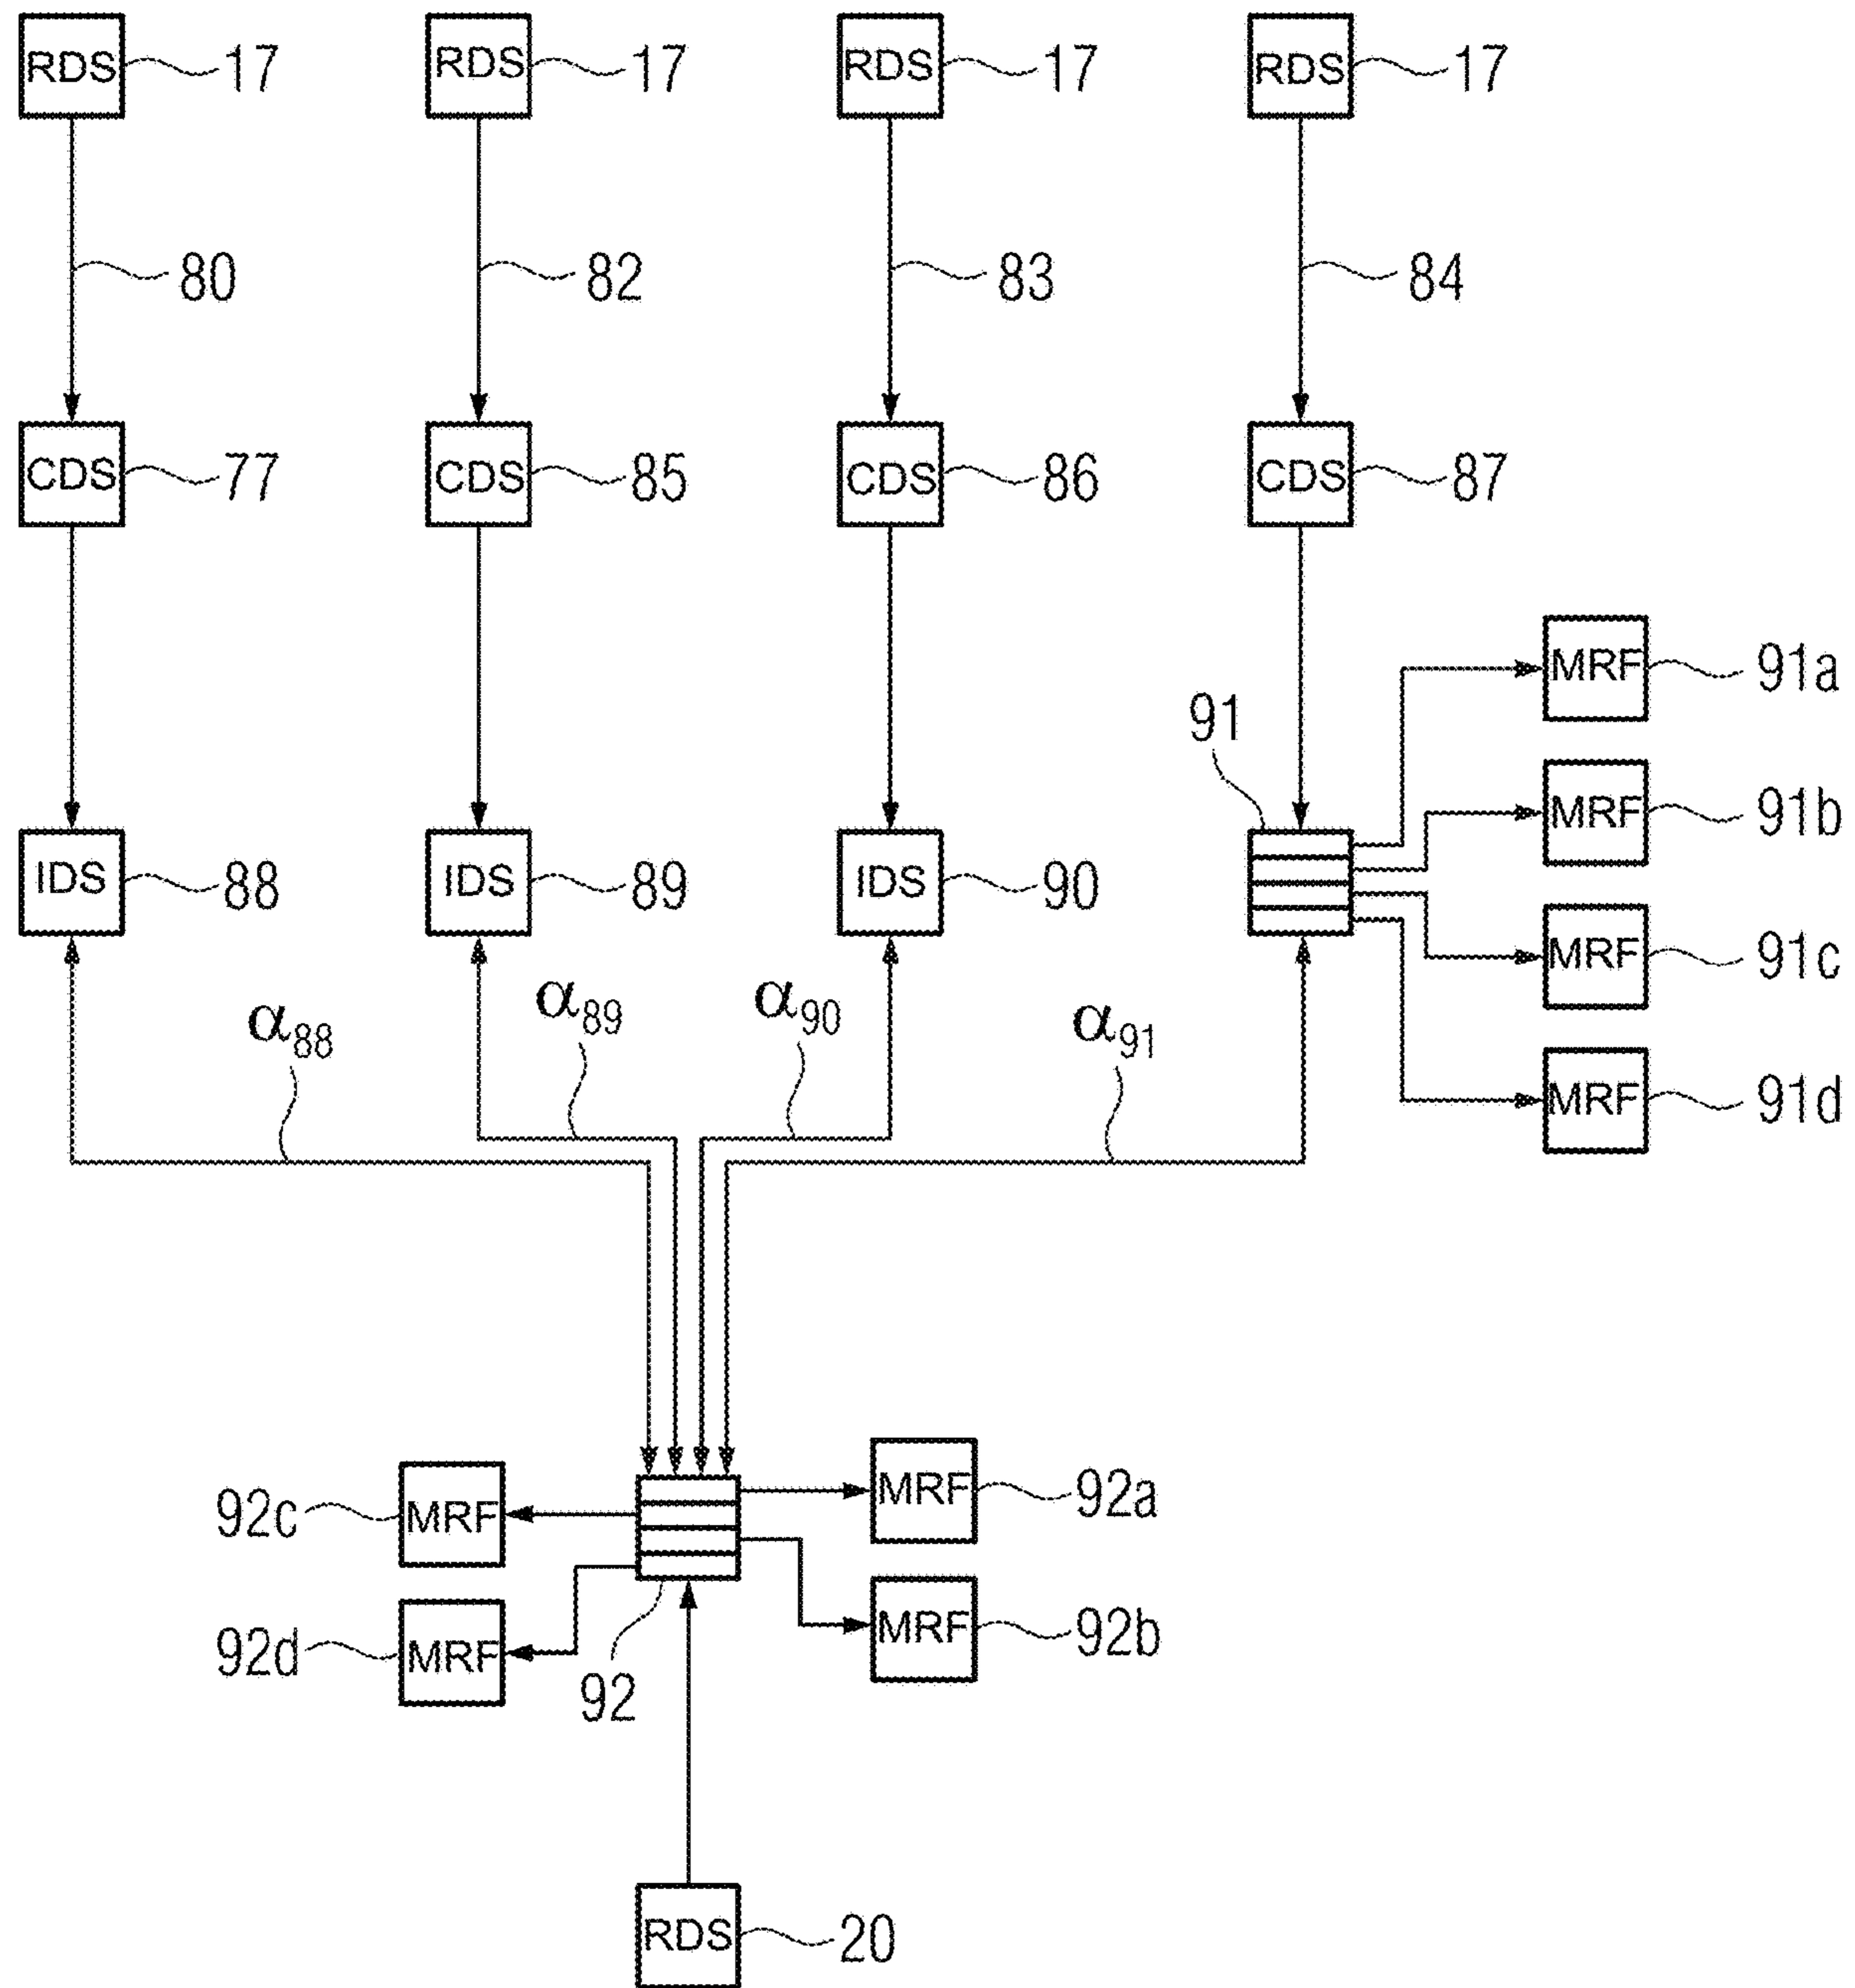 RDS 17 RDS 17 RDS 17 RDS 17
80 82 83 84
CDS 77 CDS 85 CDS 86 CDS 87
MRF 91a
91
MRF 91b
IDS 88 IDS 89 IDS 90
MRF 91c
α88 α89 α90 α91
MRF 91d
92c MRF MRF 92a
92d MRF 92 MRF 92b
RDS 20